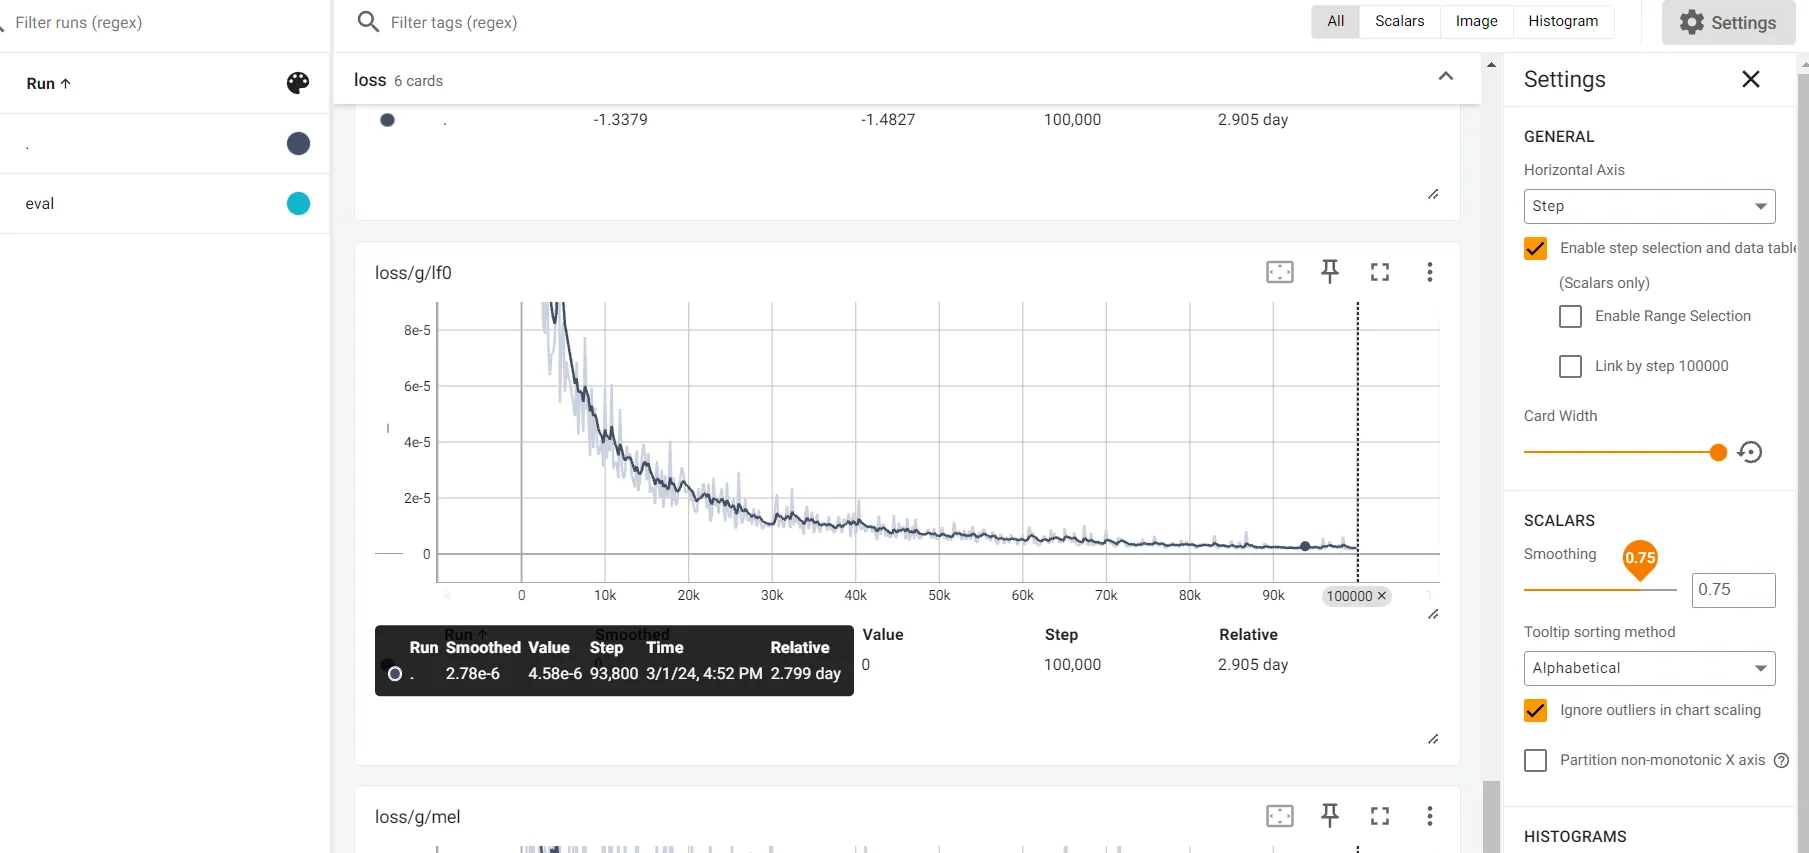 Filter runs (regex)
Filter tags (regex)
All Scalars Image Histogram
Settings
Run ↑
.
eval
loss 6 cards
. -1.3379 -1.4827 100,000 2.905 day
loss/g/lf0
8e-5
6e-5
4e-5
2e-5
0
0 10k 20k 30k 40k 50k 60k 70k 80k 90k 100000 ×
Run ↑ Smoothed Value Step Relative
0 100,000 2.905 day
Run Smoothed Value Step Time Relative
. 2.78e-6 4.58e-6 93,800 3/1/24, 4:52 PM 2.799 day
loss/g/mel
Settings
GENERAL
Horizontal Axis
Step
Enable step selection and data table
(Scalars only)
Enable Range Selection
Link by step 100000
Card Width
SCALARS
Smoothing
0.75
0.75
Tooltip sorting method
Alphabetical
Ignore outliers in chart scaling
Partition non-monotonic X axis
HISTOGRAMS